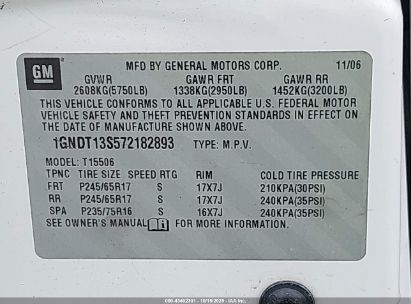 GM
MFD BY GENERAL MOTORS CORP. 11/06
GVWR GAWR FRT GAWR RR
2608KG(5750LB) 1338KG(2950LB) 1452KG(3200LB)
THIS VEHICLE CONFORMS TO ALL APPLICABLE U.S. FEDERAL MOTOR
VEHICLE SAFETY AND THEFT PREVENTION STANDARDS IN EFFECT ON
THE DATE OF MANUFACTURE SHOWN ABOVE.
1GNDT13S572182893 TYPE: M.P.V.
MODEL: T15506
TPNC TIRE SIZE SPEED RTG RIM COLD TIRE PRESSURE
FRT P245/65R17 S 17X7J 210KPA(30PSI)
RR P245/65R17 S 17X7J 240KPA(35PSI)
SPA P235/75R16 S 16X7J 240KPA(35PSI)
SEE OWNER'S MANUAL FOR MORE INFORMATION.